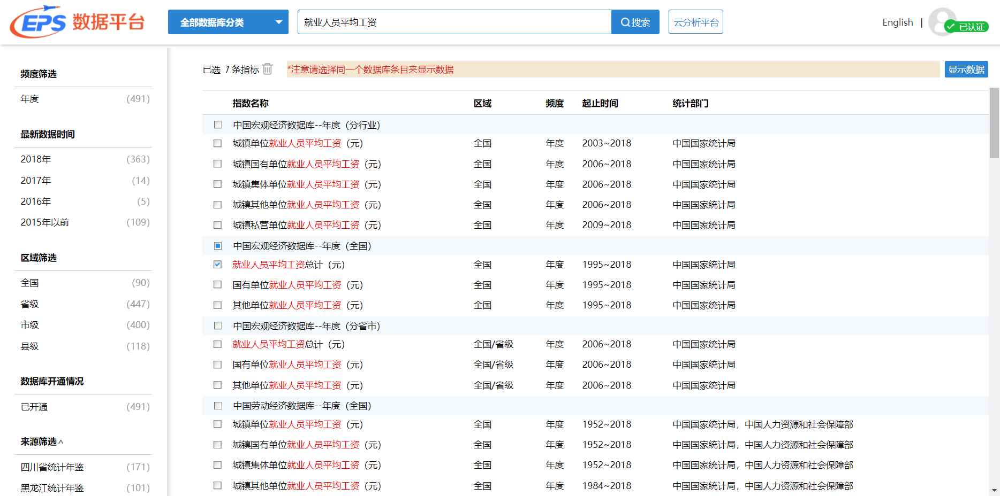 EPS 数据平台
全部数据库分类
就业人员平均工资
搜索
云分析平台
English |
已认证
频度筛选
年度 (491)
最新数据时间
2018年 (363)
2017年 (14)
2016年 (5)
2015年以前 (109)
区域筛选
全国 (90)
省级 (447)
市级 (400)
县级 (118)
数据库开通情况
已开通 (491)
来源筛选 ^
四川省统计年鉴 (171)
黑龙江统计年鉴 (101)
已选 1 条指标
*注意请选择同一个数据库条目来显示数据
显示数据
指数名称 区域 频度 起止时间 统计部门
中国宏观经济数据库--年度（分行业）
城镇单位就业人员平均工资（元） 全国 年度 2003~2018 中国国家统计局
城镇国有单位就业人员平均工资（元） 全国 年度 2006~2018 中国国家统计局
城镇集体单位就业人员平均工资（元） 全国 年度 2006~2018 中国国家统计局
城镇其他单位就业人员平均工资（元） 全国 年度 2006~2018 中国国家统计局
城镇私营单位就业人员平均工资（元） 全国 年度 2009~2018 中国国家统计局
中国宏观经济数据库--年度（全国）
就业人员平均工资总计（元） 全国 年度 1995~2018 中国国家统计局
国有单位就业人员平均工资（元） 全国 年度 1995~2018 中国国家统计局
其他单位就业人员平均工资（元） 全国 年度 1995~2018 中国国家统计局
中国宏观经济数据库--年度（分省市）
就业人员平均工资总计（元） 全国/省级 年度 2006~2018 中国国家统计局
国有单位就业人员平均工资（元） 全国/省级 年度 2006~2018 中国国家统计局
其他单位就业人员平均工资（元） 全国/省级 年度 2006~2018 中国国家统计局
中国劳动经济数据库--年度（全国）
城镇单位就业人员平均工资（元） 全国 年度 1952~2018 中国国家统计局，中国人力资源和社会保障部
城镇国有单位就业人员平均工资（元） 全国 年度 1952~2018 中国国家统计局，中国人力资源和社会保障部
城镇集体单位就业人员平均工资（元） 全国 年度 1952~2018 中国国家统计局，中国人力资源和社会保障部
城镇其他单位就业人员平均工资（元） 全国 年度 1984~2018 中国国家统计局，中国人力资源和社会保障部